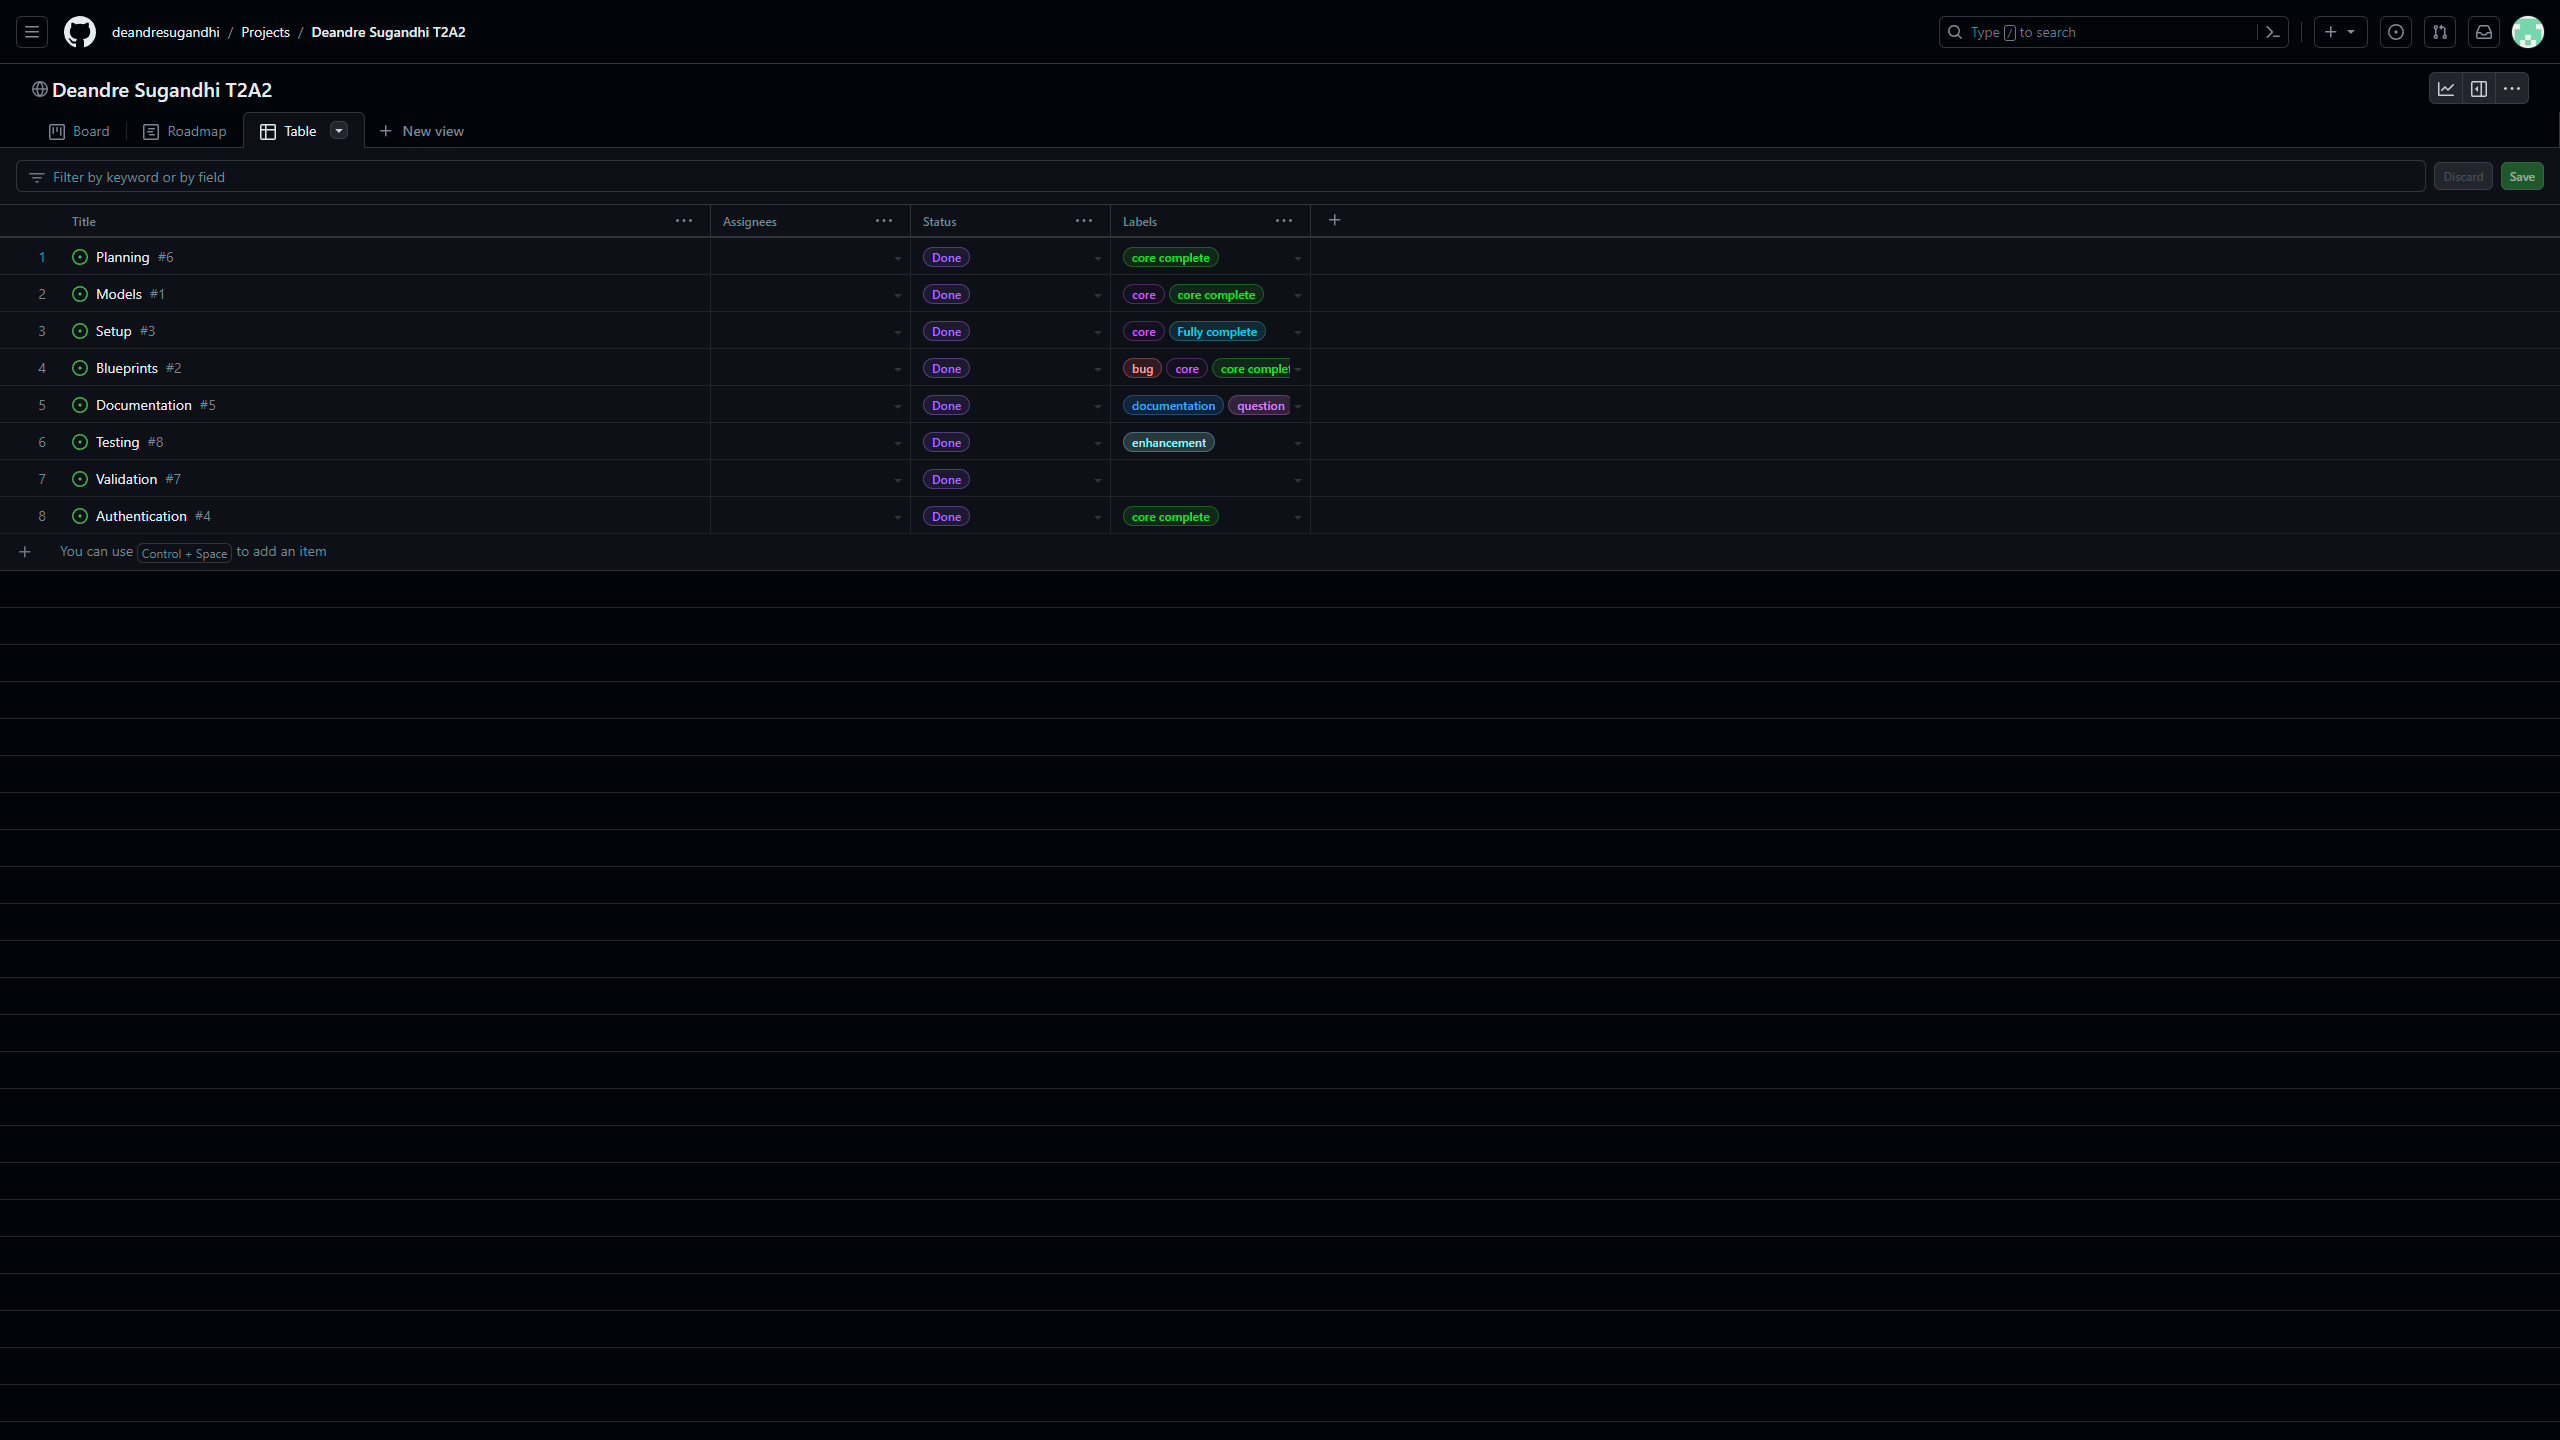 deandresugandhi / Projects / Deandre Sugandhi T2A2
Type / to search
Deandre Sugandhi T2A2
Board Roadmap Table New view
Filter by keyword or by field Discard Save
Title Assignees Status Labels
1 Planning #6 Done core complete
2 Models #1 Done core core complete
3 Setup #3 Done core Fully complete
4 Blueprints #2 Done bug core core complet
5 Documentation #5 Done documentation question
6 Testing #8 Done enhancement
7 Validation #7 Done
8 Authentication #4 Done core complete
You can use Control + Space to add an item